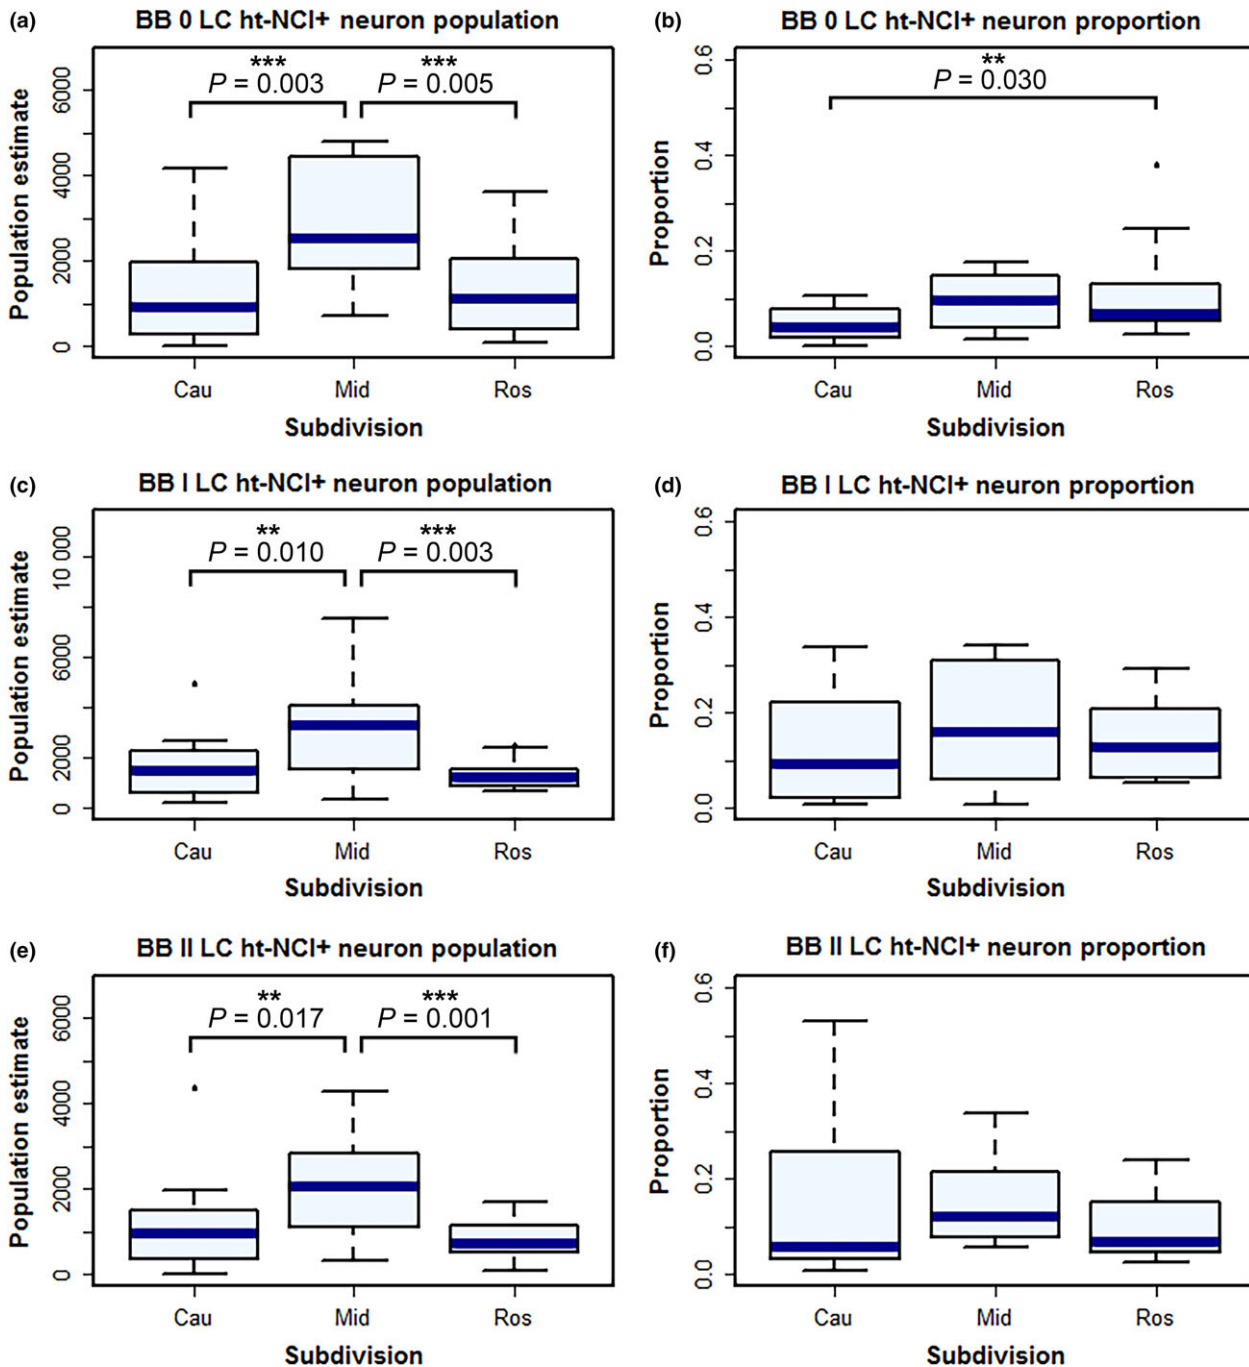 (a)
BB 0 LC ht-NCI+ neuron population
*** ***
P = 0.003 P = 0.005
Population estimate
6000
4000
2000
0
Cau Mid Ros
Subdivision
(b)
BB 0 LC ht-NCI+ neuron proportion
**
P = 0.030
Proportion
0.6
0.4
0.2
0.0
Cau Mid Ros
Subdivision
(c)
BB I LC ht-NCI+ neuron population
** ***
P = 0.010 P = 0.003
Population estimate
10 000
6000
2000
0
Cau Mid Ros
Subdivision
(d)
BB I LC ht-NCI+ neuron proportion
Proportion
0.6
0.4
0.2
0.0
Cau Mid Ros
Subdivision
(e)
BB II LC ht-NCI+ neuron population
** ***
P = 0.017 P = 0.001
Population estimate
6000
4000
2000
0
Cau Mid Ros
Subdivision
(f)
BB II LC ht-NCI+ neuron proportion
Proportion
0.6
0.4
0.2
0.0
Cau Mid Ros
Subdivision